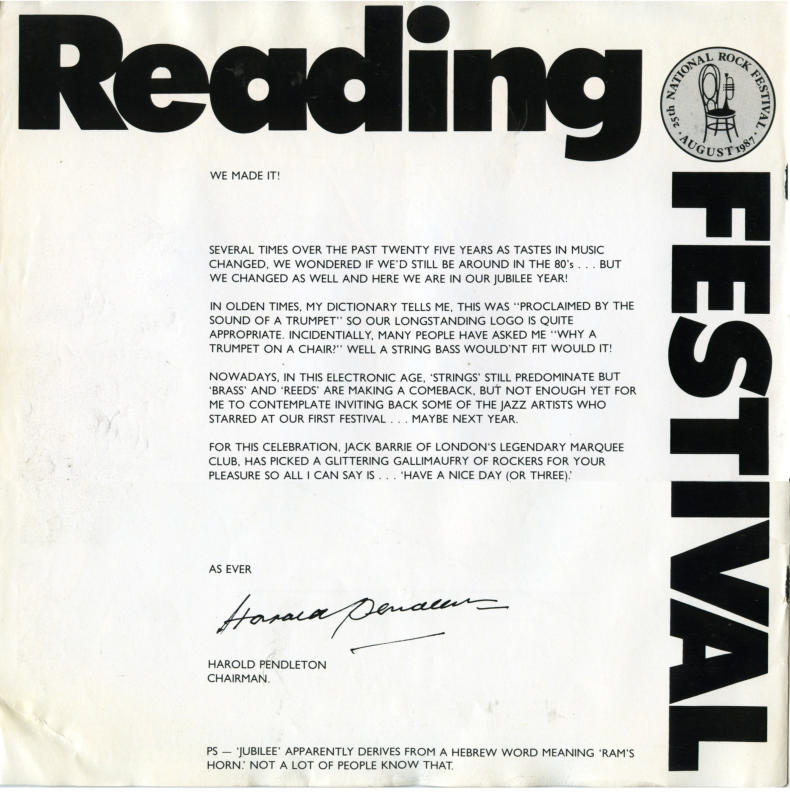 Reading
25th NATIONAL ROCK FESTIVAL
· AUGUST 1987 ·
FESTIVAL
WE MADE IT!
SEVERAL TIMES OVER THE PAST TWENTY FIVE YEARS AS TASTES IN MUSIC
CHANGED, WE WONDERED IF WE'D STILL BE AROUND IN THE 80's . . . BUT
WE CHANGED AS WELL AND HERE WE ARE IN OUR JUBILEE YEAR!
IN OLDEN TIMES, MY DICTIONARY TELLS ME, THIS WAS "PROCLAIMED BY THE
SOUND OF A TRUMPET" SO OUR LONGSTANDING LOGO IS QUITE
APPROPRIATE. INCIDENTIALLY, MANY PEOPLE HAVE ASKED ME "WHY A
TRUMPET ON A CHAIR?" WELL A STRING BASS WOULD'NT FIT WOULD IT!
NOWADAYS, IN THIS ELECTRONIC AGE, 'STRINGS' STILL PREDOMINATE BUT
'BRASS' AND 'REEDS' ARE MAKING A COMEBACK, BUT NOT ENOUGH YET FOR
ME TO CONTEMPLATE INVITING BACK SOME OF THE JAZZ ARTISTS WHO
STARRED AT OUR FIRST FESTIVAL . . . MAYBE NEXT YEAR.
FOR THIS CELEBRATION, JACK BARRIE OF LONDON'S LEGENDARY MARQUEE
CLUB, HAS PICKED A GLITTERING GALLIMAUFRY OF ROCKERS FOR YOUR
PLEASURE SO ALL I CAN SAY IS . . . 'HAVE A NICE DAY (OR THREE).'
AS EVER
Harold Pendleton
HAROLD PENDLETON
CHAIRMAN.
PS — 'JUBILEE' APPARENTLY DERIVES FROM A HEBREW WORD MEANING 'RAM'S
HORN.' NOT A LOT OF PEOPLE KNOW THAT.